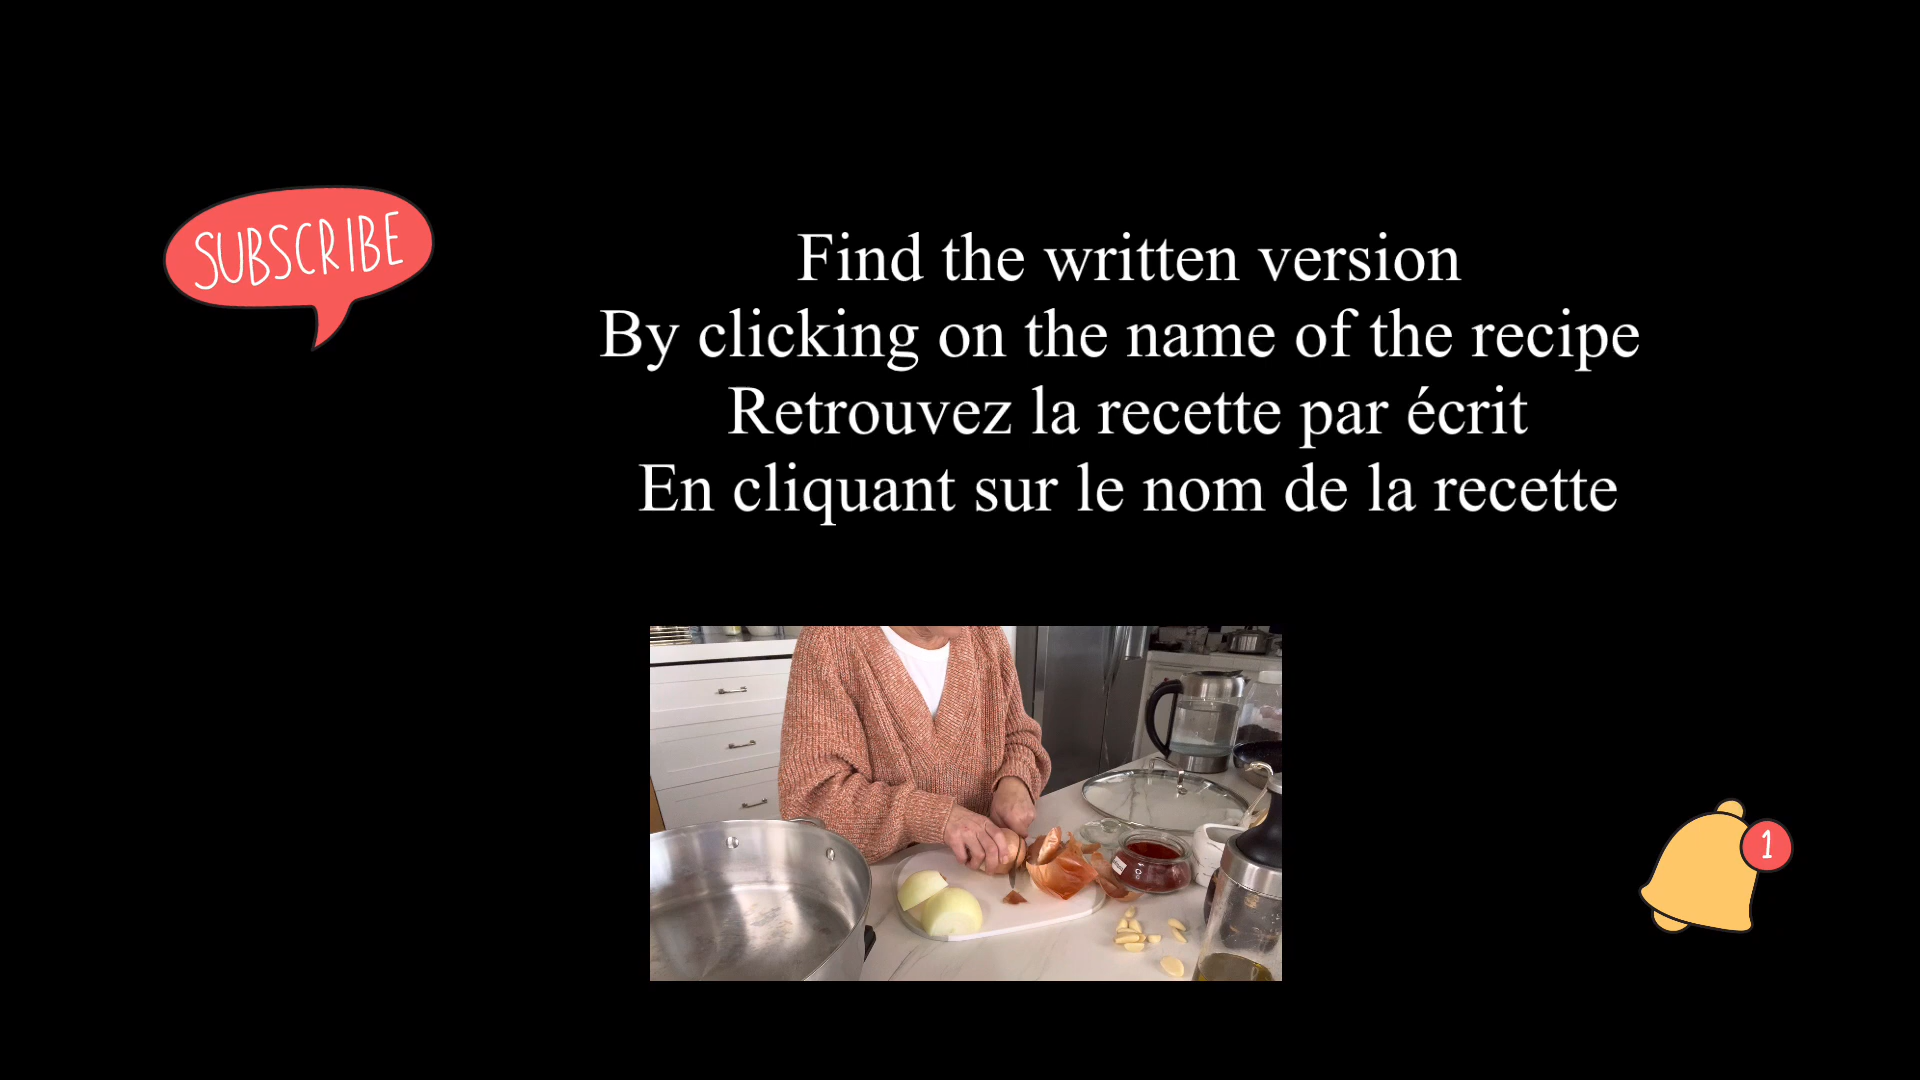 SUBSCRIBE
Find the written version
By clicking on the name of the recipe
Retrouvez la recette par écrit
En cliquant sur le nom de la recette
1